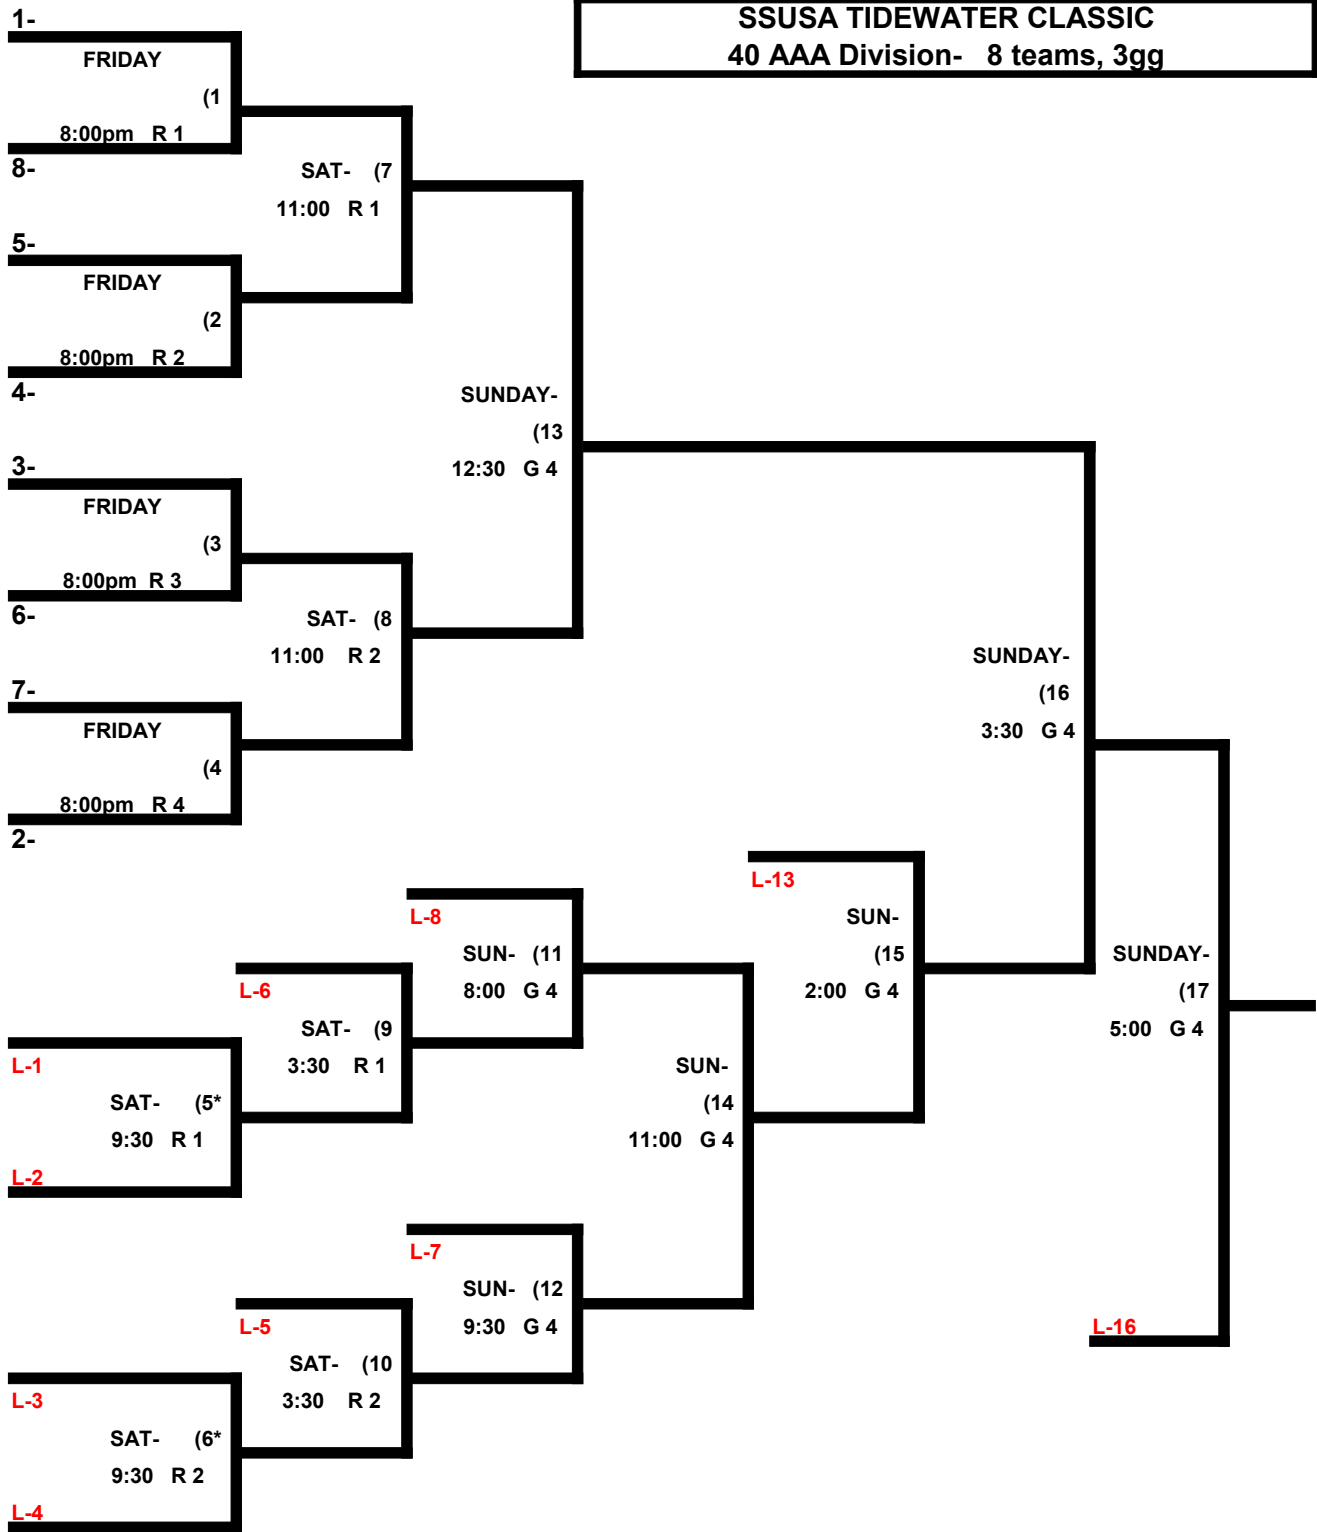 SSUSA TIDEWATER CLASSIC
40 AAA Division- 8 teams, 3gg
1-
FRIDAY
(1
8:00pm R 1
8-
SAT- (7
11:00 R 1
5-
FRIDAY
(2
8:00pm R 2
4-
SUNDAY-
(13
12:30 G 4
3-
FRIDAY
(3
8:00pm R 3
6-
SAT- (8
11:00 R 2
7-
FRIDAY
(4
8:00pm R 4
2-
SUNDAY-
(16
3:30 G 4
L-13
L-8
SUN-
(15
2:00 G 4
SUN- (11
8:00 G 4
SUNDAY-
(17
5:00 G 4
L-6
SAT- (9
3:30 R 1
L-1
SAT- (5*
9:30 R 1
L-2
SUN-
(14
11:00 G 4
L-7
SUN- (12
9:30 G 4
L-5
SAT- (10
3:30 R 2
L-16
L-3
SAT- (6*
9:30 R 2
L-4